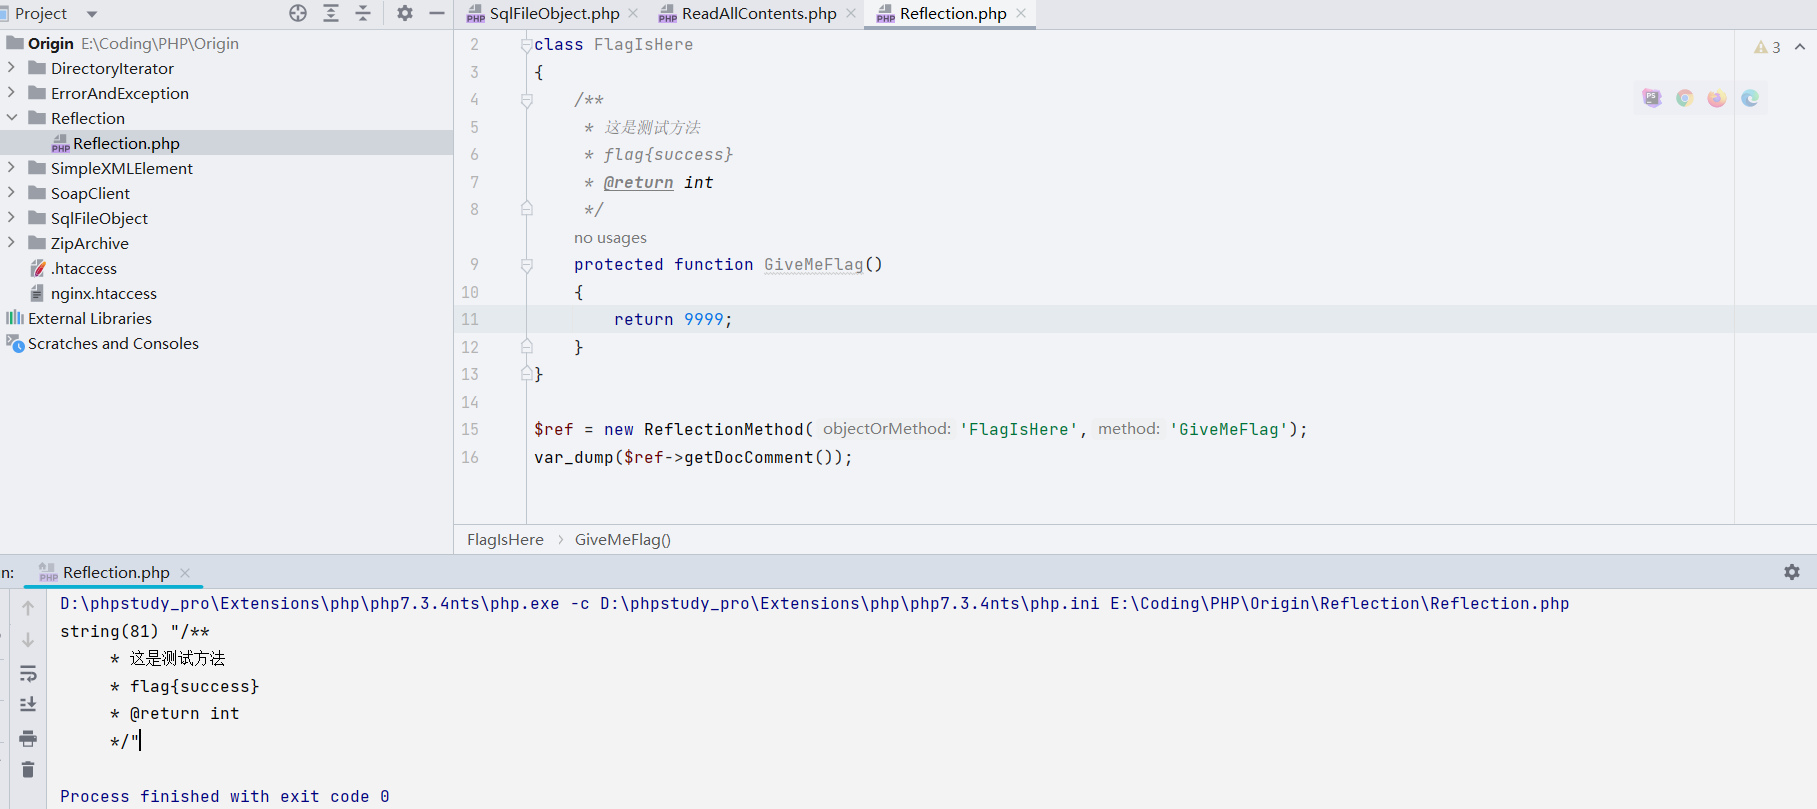 Project
SqlFileObject.php
ReadAllContents.php
Reflection.php
Origin E:\Coding\PHP\Origin
DirectoryIterator
ErrorAndException
Reflection
Reflection.php
SimpleXMLElement
SoapClient
SqlFileObject
ZipArchive
.htaccess
nginx.htaccess
External Libraries
Scratches and Consoles
3
2 class FlagIsHere
3 {
4 /**
5 * 这是测试方法
6 * flag{success}
7 * @return int
8 */
no usages
9 protected function GiveMeFlag()
10 {
11 return 9999;
12 }
13 }
14
15 $ref = new ReflectionMethod( objectOrMethod: 'FlagIsHere', method: 'GiveMeFlag');
16 var_dump($ref->getDocComment());
FlagIsHere > GiveMeFlag()
n: Reflection.php
D:\phpstudy_pro\Extensions\php\php7.3.4nts\php.exe -c D:\phpstudy_pro\Extensions\php\php7.3.4nts\php.ini E:\Coding\PHP\Origin\Reflection\Reflection.php
string(81) "/**
* 这是测试方法
* flag{success}
* @return int
*/"
Process finished with exit code 0